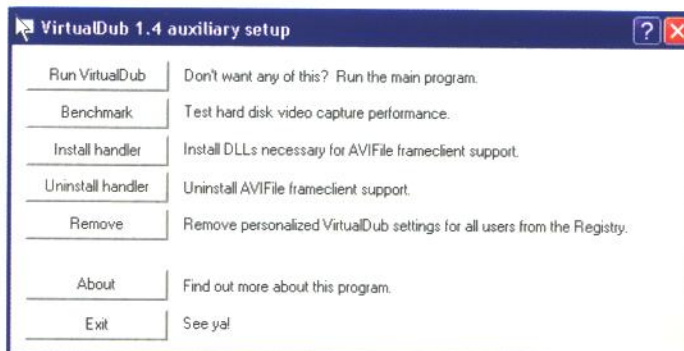 VirtualDub 1.4 auxiliary setup
Run VirtualDub Don't want any of this? Run the main program.
Benchmark Test hard disk video capture performance.
Install handler Install DLLs necessary for AVIFile frameclient support.
Uninstall handler Uninstall AVIFile frameclient support.
Remove Remove personalized VirtualDub settings for all users from the Registry.
About Find out more about this program.
Exit See ya!